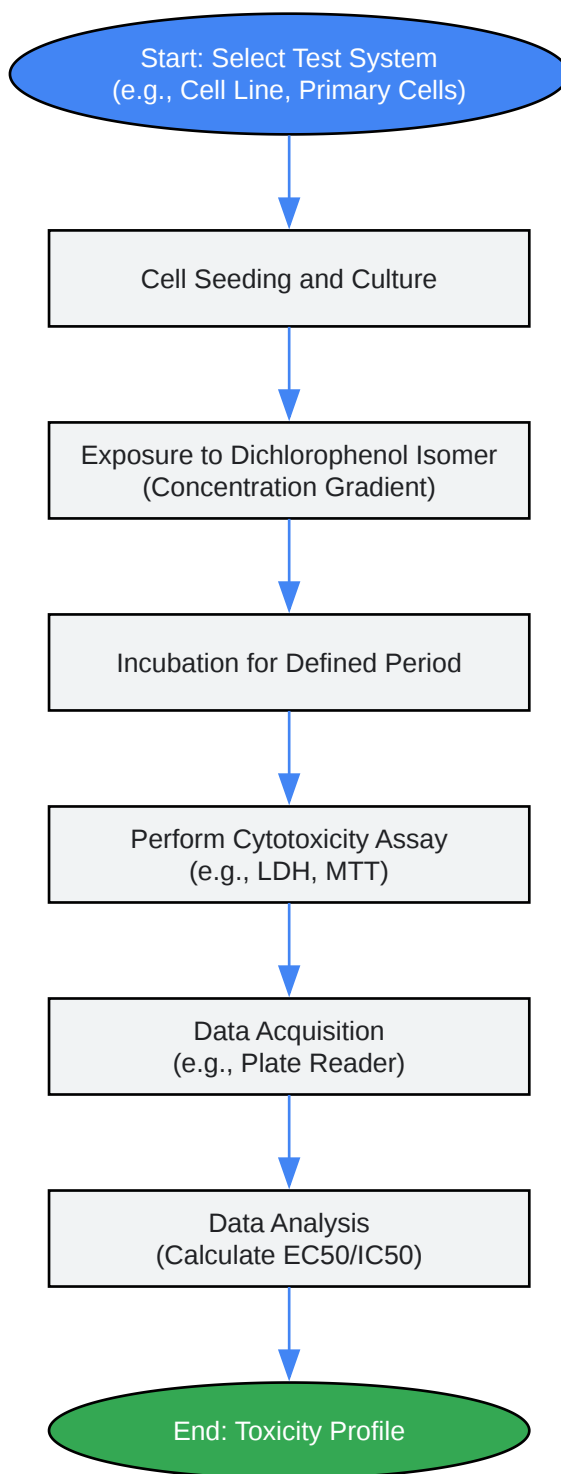 Start: Select Test System
(e.g., Cell Line, Primary Cells)
Cell Seeding and Culture
Exposure to Dichlorophenol Isomer
(Concentration Gradient)
Incubation for Defined Period
Perform Cytotoxicity Assay
(e.g., LDH, MTT)
Data Acquisition
(e.g., Plate Reader)
Data Analysis
(Calculate EC50/IC50)
End: Toxicity Profile